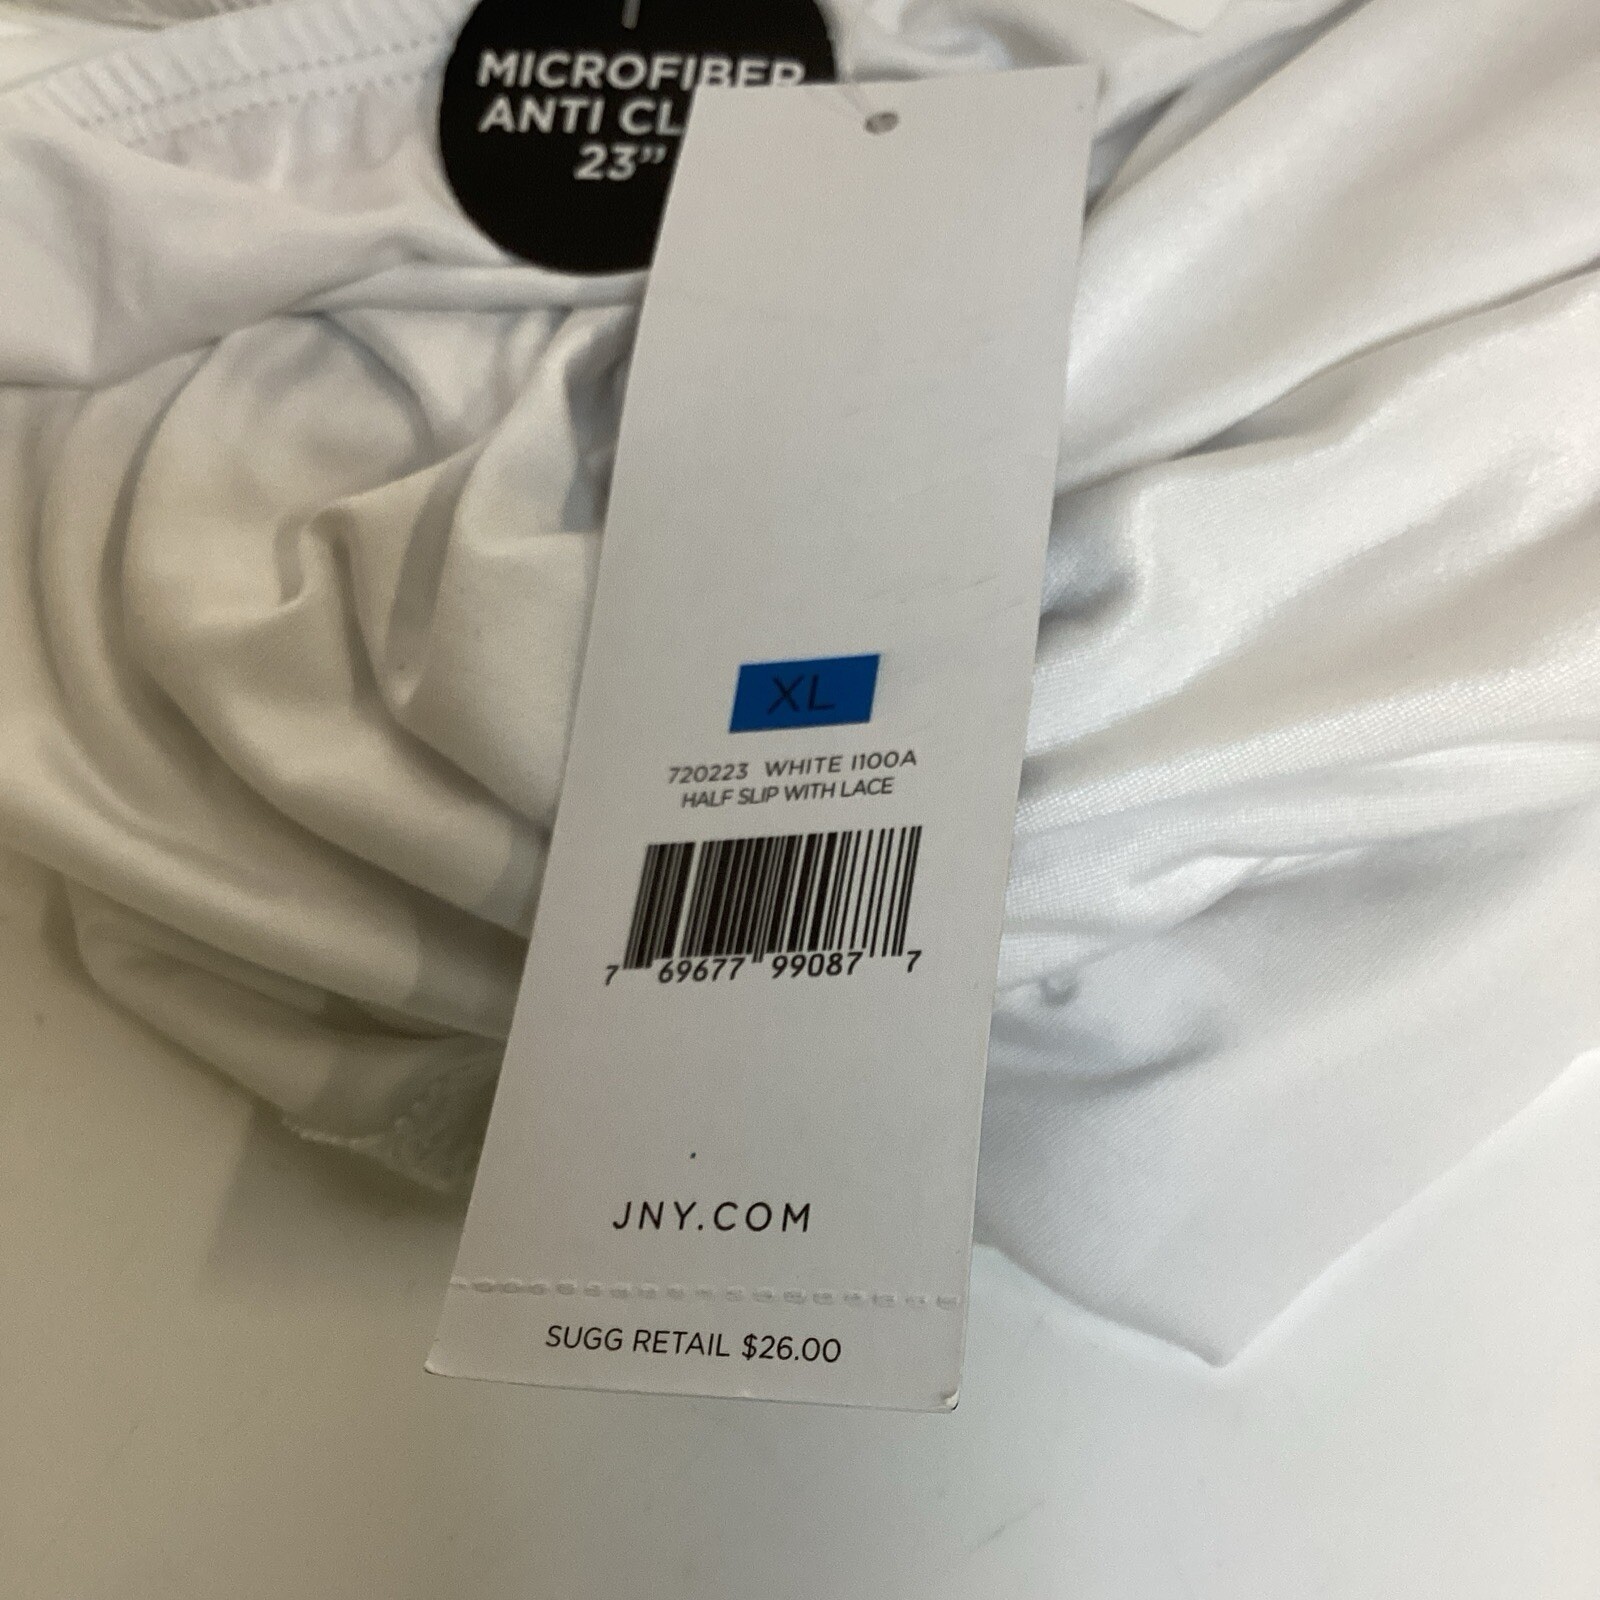 MICROFIBER
ANTI CL
23”
XL
720223 WHITE I100A
HALF SLIP WITH LACE
7 69677 99087 7
JNY.COM
SUGG RETAIL $26.00